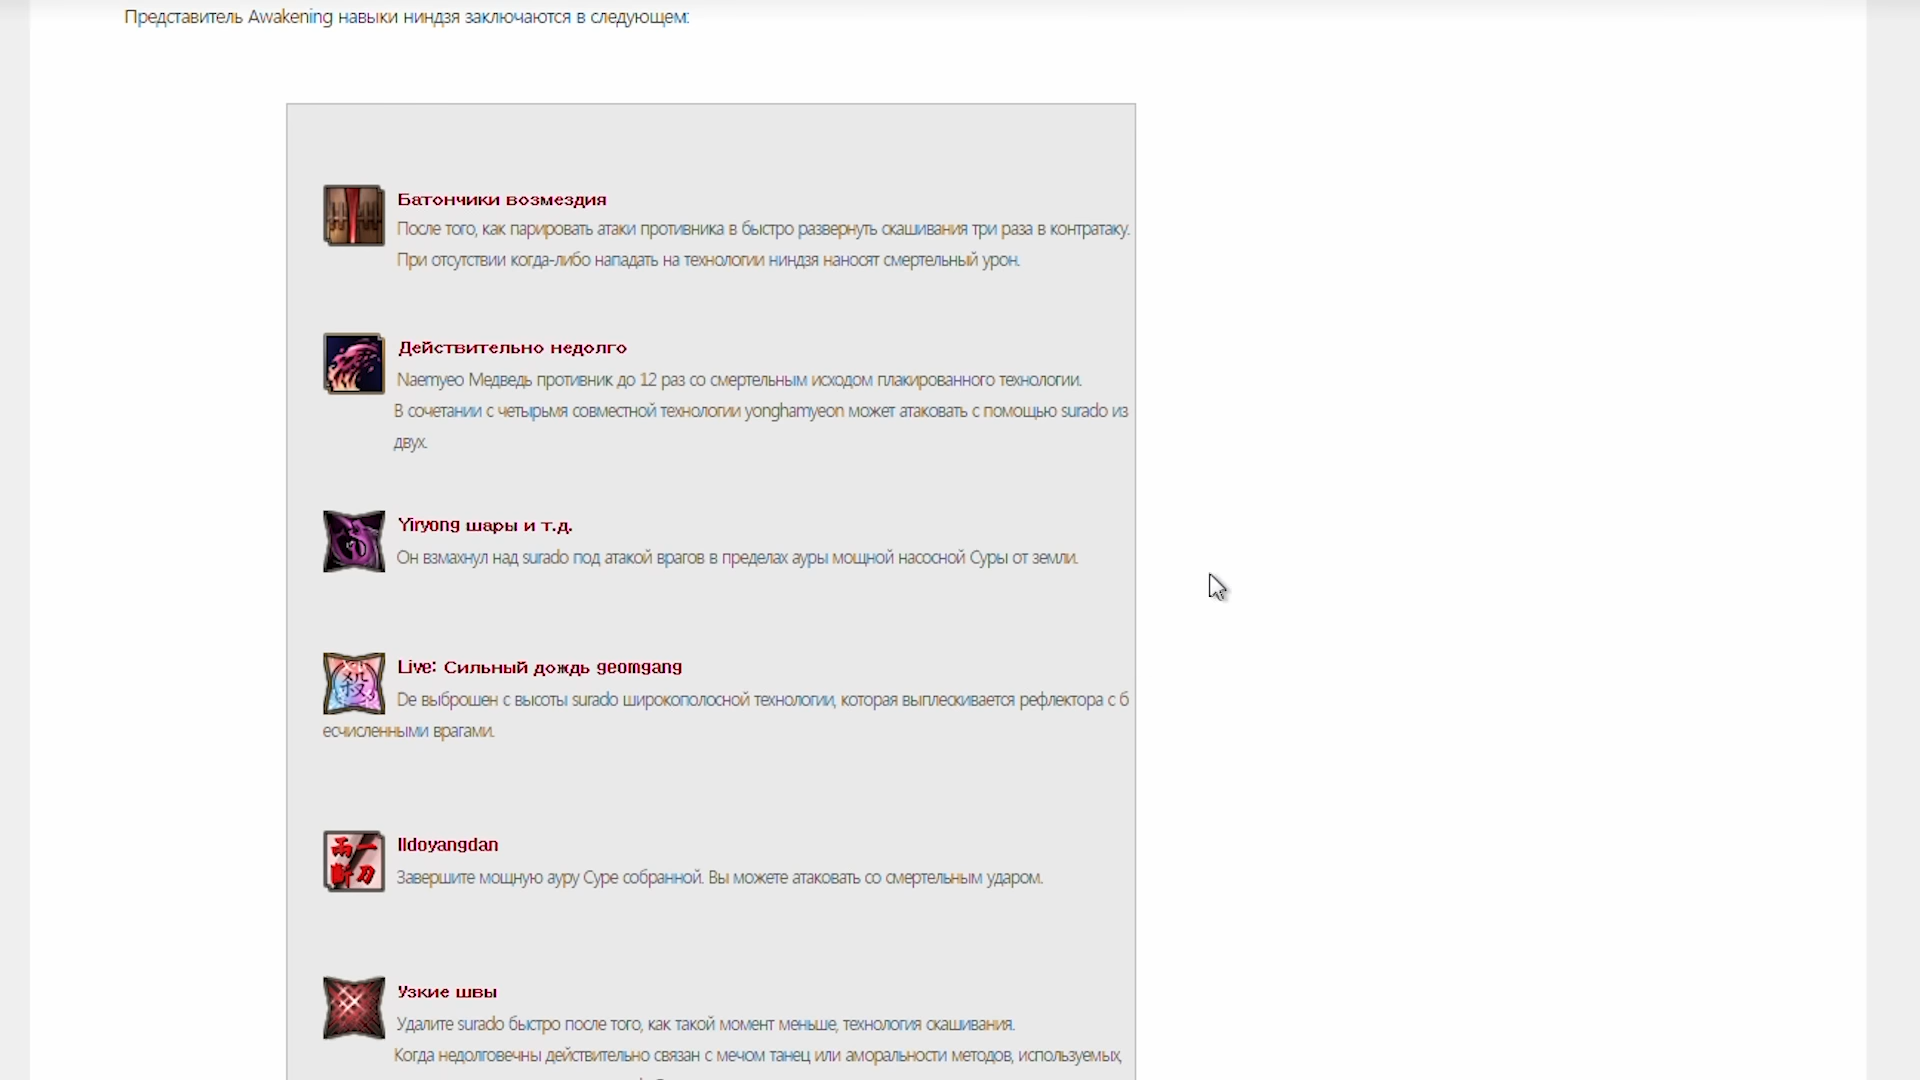 Представитель Awakening навыки ниндзя заключаются в следующем:
Батончики возмездия
После того, как парировать атаки противника в быстро развернуть скашивания три раза в контратаку.
При отсутствии когда-либо нападать на технологии ниндзя наносят смертельный урон.
Действительно недолго
Naemyeo Медведь противник до 12 раз со смертельным исходом плакированного технологии.
В сочетании с четырьмя совместной технологии yonghamyeon может атаковать с помощью surado из
двух.
Yiryong шары и т.д.
Он взмахнул над surado под атакой врагов в пределах ауры мощной насосной Суры от земли.
殺
Live: Сильный дождь geomgang
De выброшен с высоты surado широкополосной технологии, которая выплескивается рефлектора с б
есчисленными врагами.
一刀
兩斷
Ildoyangdan
Завершите мощную ауру Суре собранной. Вы можете атаковать со смертельным ударом.
Узкие швы
Удалите surado быстро после того, как такой момент меньше, технология скашивания.
Когда недолговечны действительно связан с мечом танец или аморальности методов, используемых,